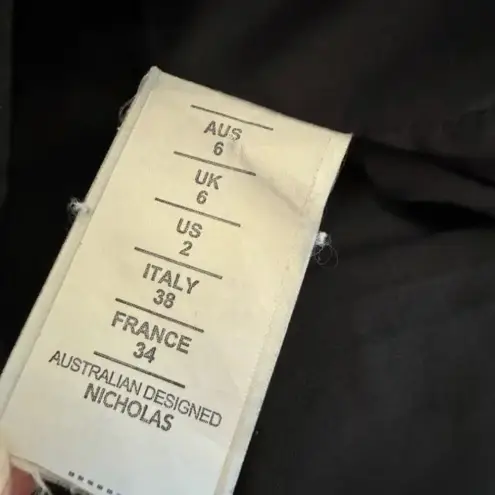 AUS
6
UK
6
US
2
ITALY
38
FRANCE
34
AUSTRALIAN DESIGNED
NICHOLAS